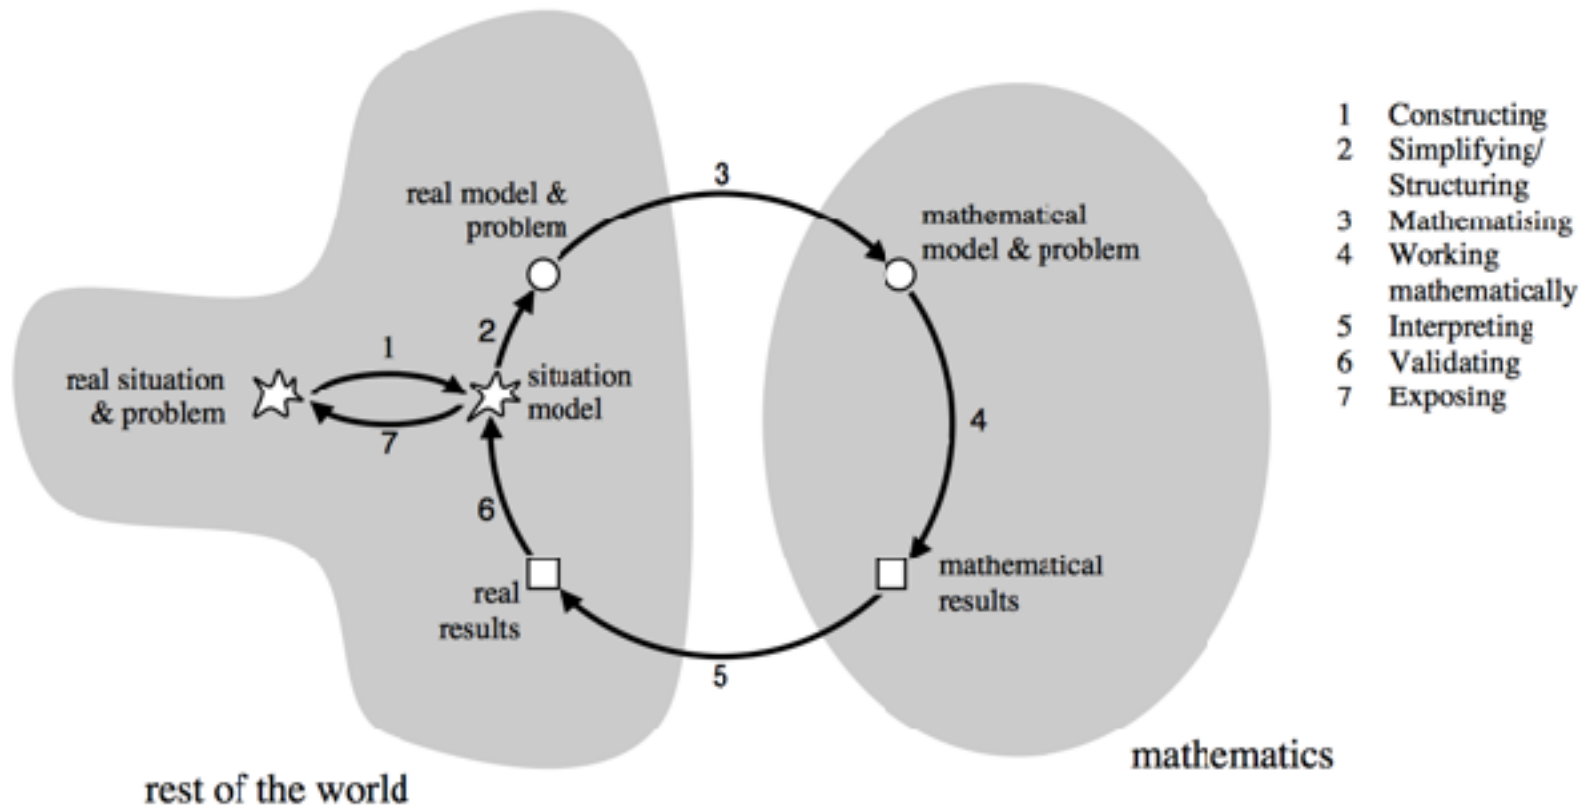 real model &
problem
3
mathematical
model & problem
2
1
real situation
& problem
situation
model
7
4
6
real
results
mathematical
results
5
rest of the world
mathematics
1 Constructing
2 Simplifying/
Structuring
3 Mathematising
4 Working
mathematically
5 Interpreting
6 Validating
7 Exposing